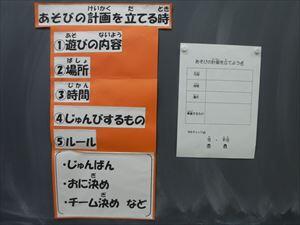 あそびの計画を立てる時
①遊びの内容
②場所
③時間
④じゅんびするもの
⑤ルール
・じゅんばん
・おに決め
・チーム決め など
あそびの計画を立てよう